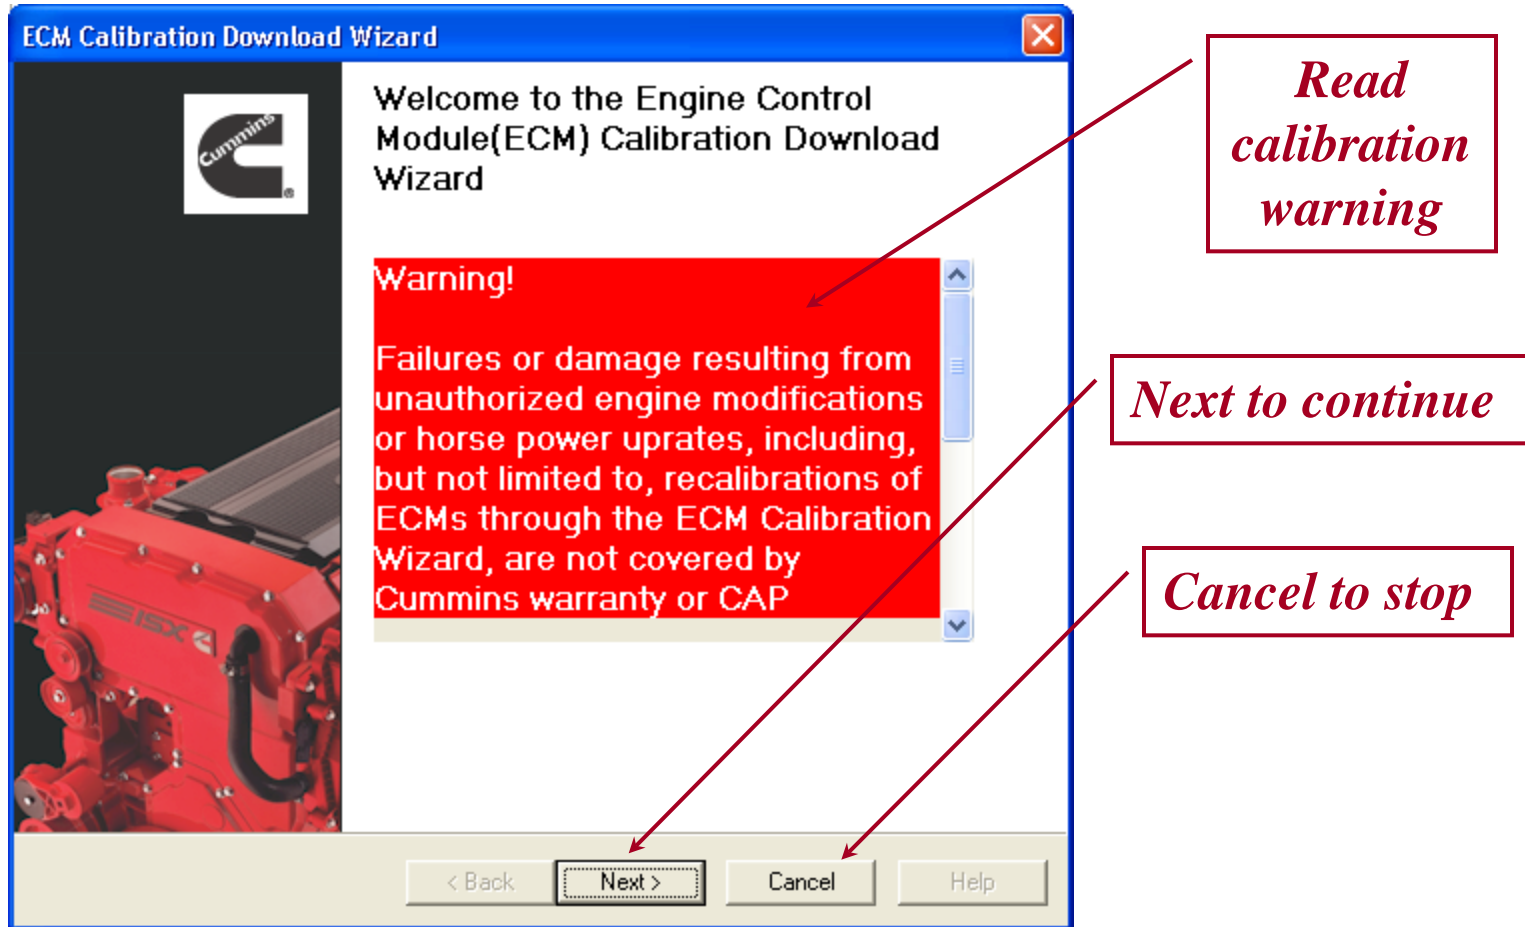 ECM Calibration Download Wizard
Cummins
®
Welcome to the Engine Control
Module(ECM) Calibration Download
Wizard
Warning!
Failures or damage resulting from
unauthorized engine modifications
or horse power uprates, including,
but not limited to, recalibrations of
ECMs through the ECM Calibration
Wizard, are not covered by
Cummins warranty or CAP
ISX
< Back
Next >
Cancel
Help
Read
calibration
warning
Next to continue
Cancel to stop